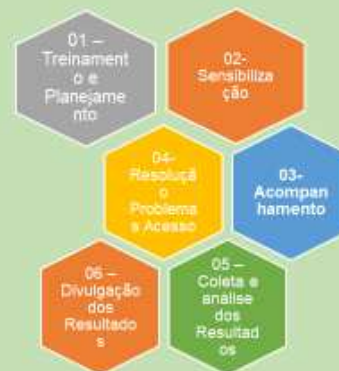 01 –
Treinament
o e
Planejame
nto
02-
Sensibiliza
ção
04-
Resoluçã
o
Problema
s Acesso
03-
Acompan
hamento
06 –
Divulgação
dos
Resultado
s
05 –
Coleta e
análise
dos
Resultad
os